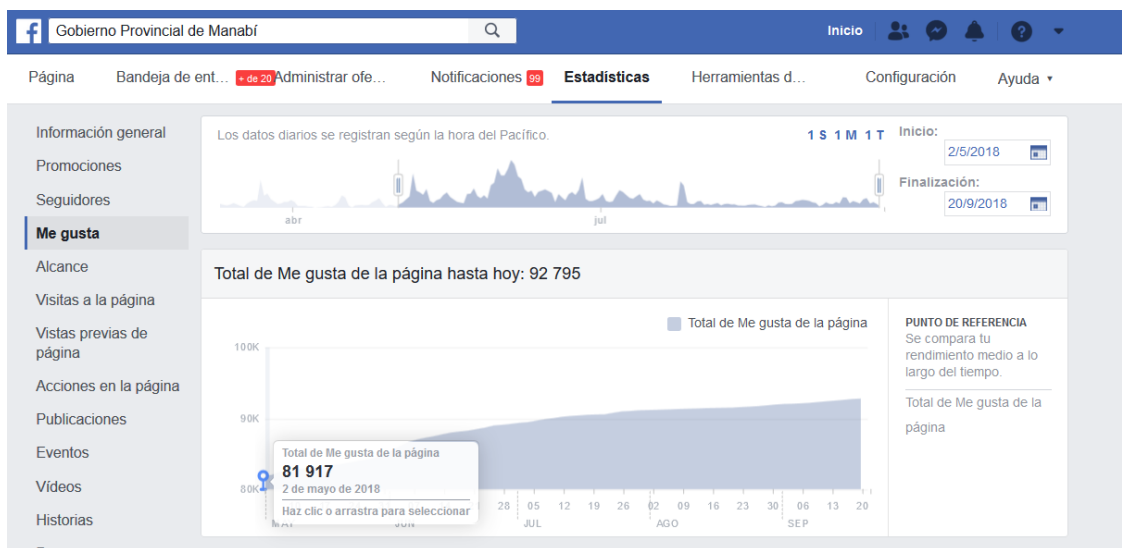 f Gobierno Provincial de Manabí
Inicio
Página Bandeja de ent... + de 20 Administrar ofe... Notificaciones 99 Estadísticas Herramientas d... Configuración Ayuda
Información general
Promociones
Seguidores
Me gusta
Alcance
Visitas a la página
Vistas previas de
página
Acciones en la página
Publicaciones
Eventos
Vídeos
Historias
Los datos diarios se registran según la hora del Pacífico.
1 S 1 M 1 T
Inicio:
2/5/2018
Finalización:
20/9/2018
abr jul
Total de Me gusta de la página hasta hoy: 92 795
Total de Me gusta de la página
100K
90K
80K
Total de Me gusta de la página
81 917
2 de mayo de 2018
Haz clic o arrastra para seleccionar
28 05 12 19 26 02 09 16 23 30 06 13 20
JUL AGO SEP
PUNTO DE REFERENCIA
Se compara tu
rendimiento medio a lo
largo del tiempo.
Total de Me gusta de la
página